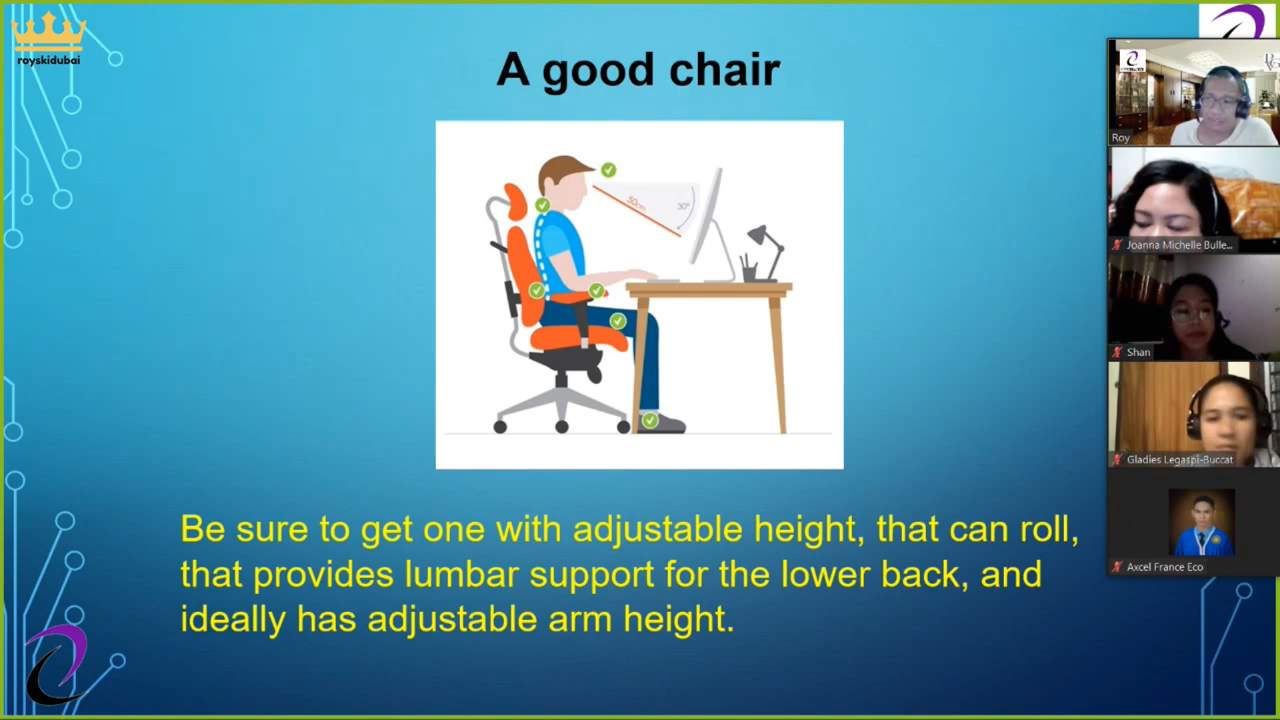 royskidubai
A good chair
50cm
30°
Be sure to get one with adjustable height, that can roll,
that provides lumbar support for the lower back, and
ideally has adjustable arm height.
Roy
Joanna Michelle Bulle...
Shan
Gladies Legaspi-Buccat
Axcel France Eco